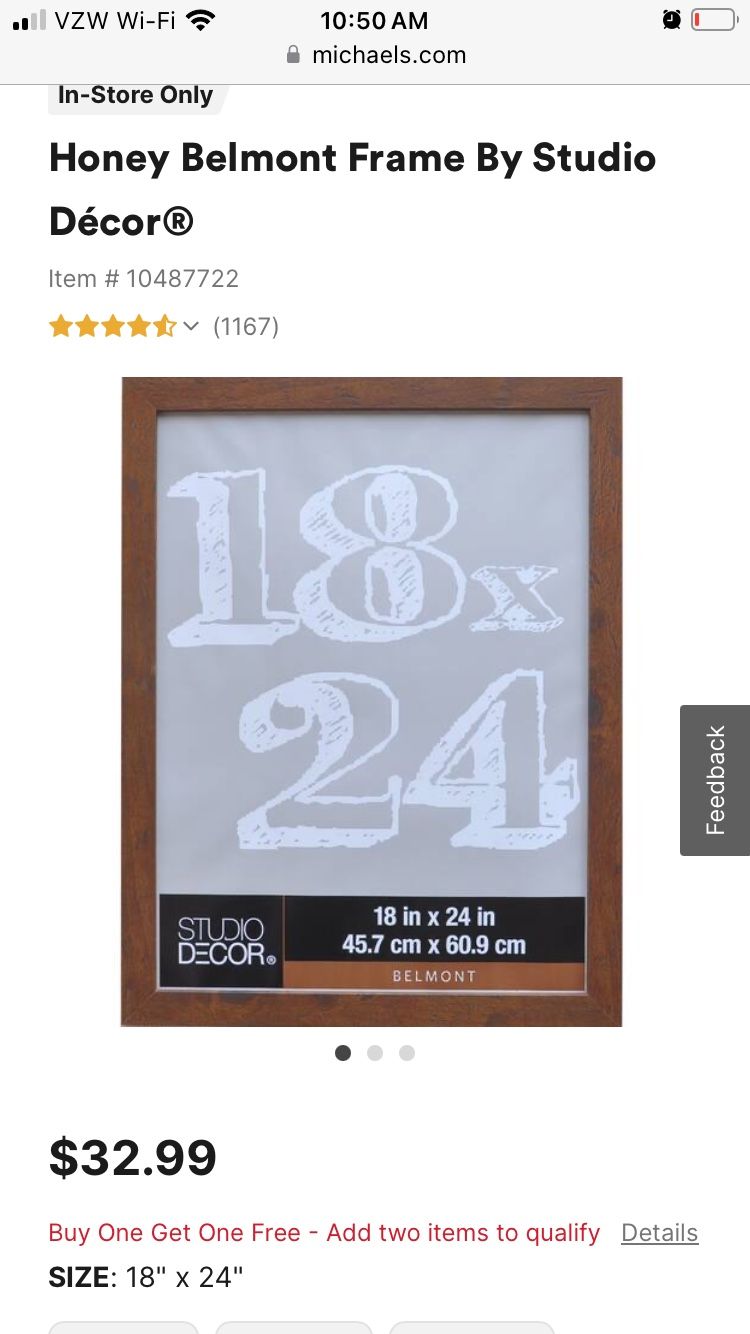 VZW Wi-Fi 10:50 AM
michaels.com
In-Store Only
Honey Belmont Frame By Studio
Décor®
Item # 10487722
(1167)
18x
24
STUDIO
DECOR®
18 in x 24 in
45.7 cm x 60.9 cm
BELMONT
Feedback
$32.99
Buy One Get One Free - Add two items to qualify Details
SIZE: 18" x 24"